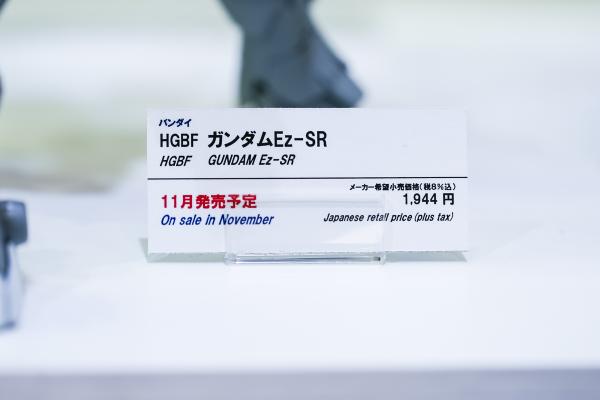 バンダイ
HGBF ガンダムEz-SR
HGBF GUNDAM Ez-SR
メーカー希望小売価格(税8%込)
11月発売予定 1,944 円
On sale in November Japanese retail price (plus tax)